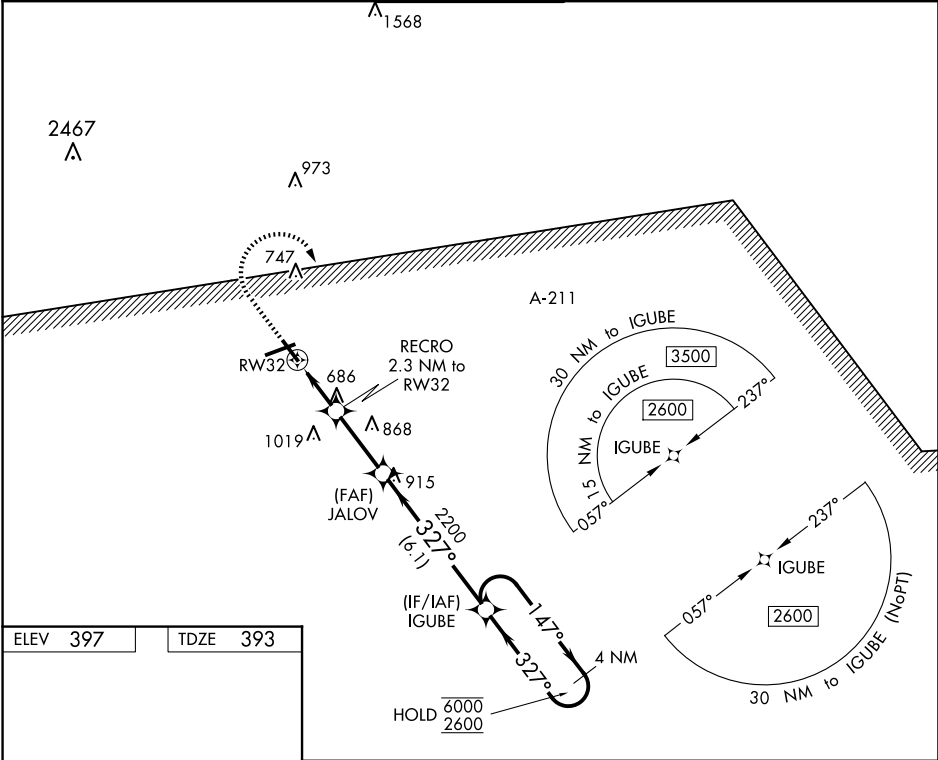 1568
2467
973
747
A-211
RW32
RECRO
2.3 NM to
RW32
686
1019
868
915
(FAF)
JALOV
2200
327°
(6.1)
(IF/IAF)
IGUBE
147°
327°
4 NM
HOLD 6000
2600
30 NM to IGUBE
3500
15 NM to IGUBE
2600
237°
IGUBE
057°
237°
IGUBE
057°
2600
30 NM to IGUBE (NoPT)
ELEV 397
TDZE 393